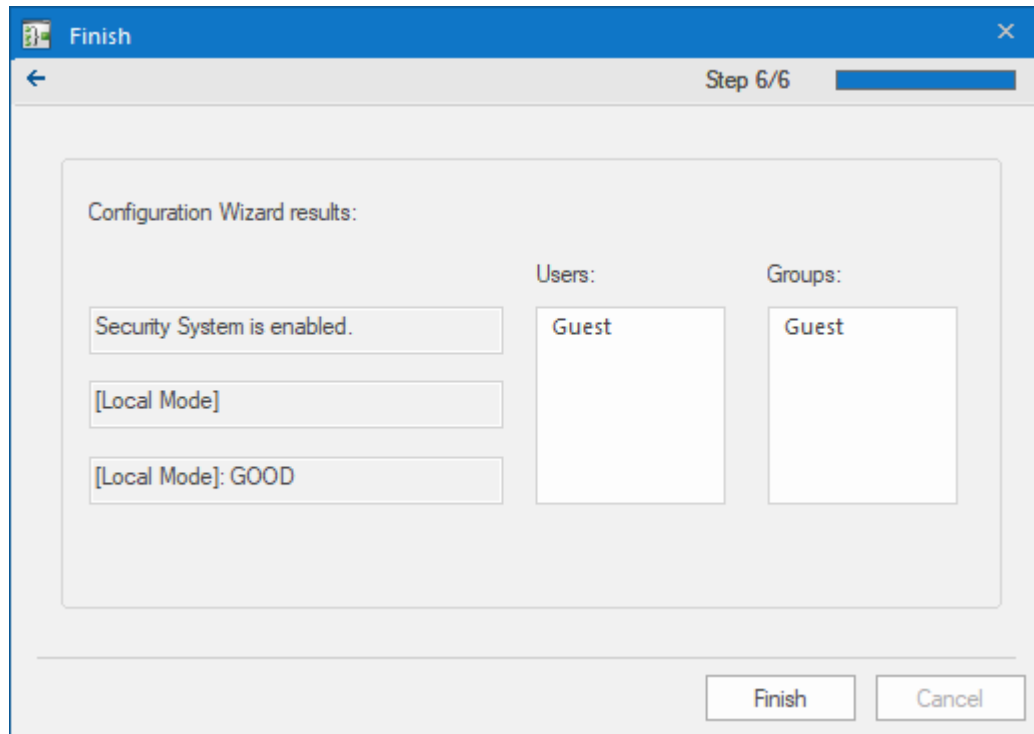 Finish
Step 6/6
Configuration Wizard results:
Users:
Groups:
Security System is enabled.
Guest
Guest
[Local Mode]
[Local Mode]: GOOD
Finish
Cancel